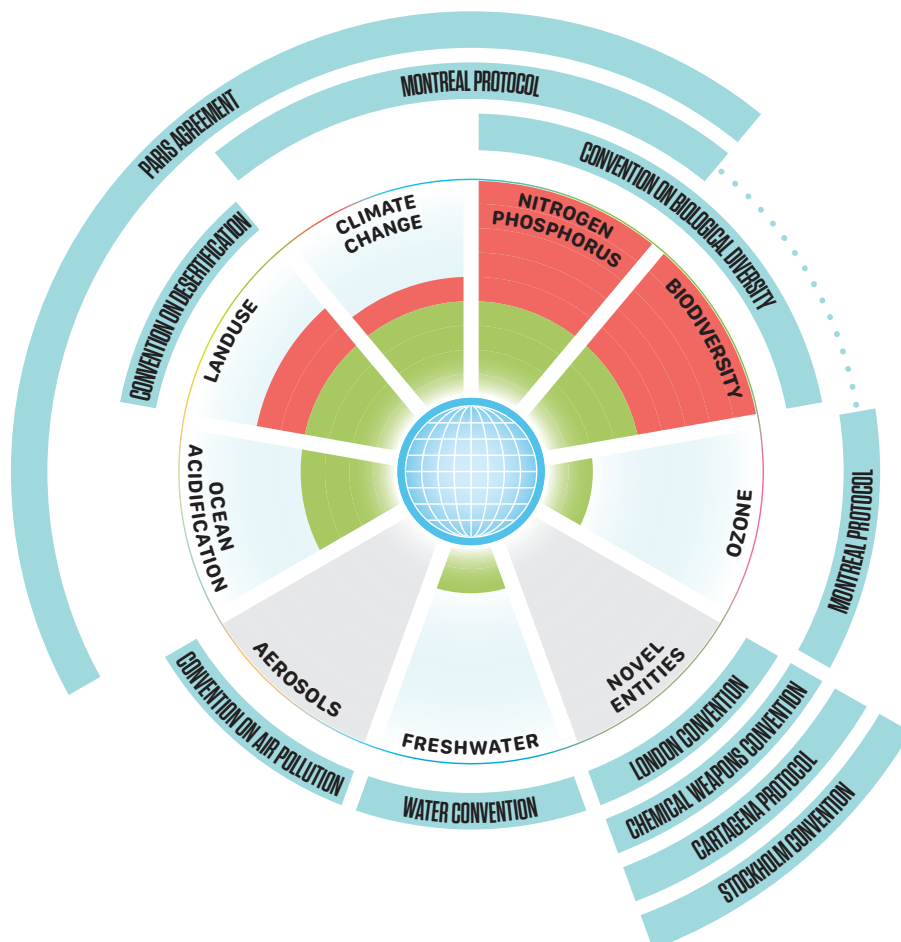 PARIS AGREEMENT
MONTREAL PROTOCOL
CONVENTION ON BIOLOGICAL DIVERSITY
CONVENTION ON DESERTIFICATION
CLIMATE
CHANGE
NITROGEN
PHOSPHORUS
BIODIVERSITY
LANDUSE
OCEAN
ACIDIFICATION
OZONE
MONTREAL PROTOCOL
AEROSOLS
FRESHWATER
NOVEL
ENTITIES
CONVENTION ON AIR POLLUTION
WATER CONVENTION
LONDON CONVENTION
CHEMICAL WEAPONS CONVENTION
CARTAGENA PROTOCOL
STOCKHOLM CONVENTION